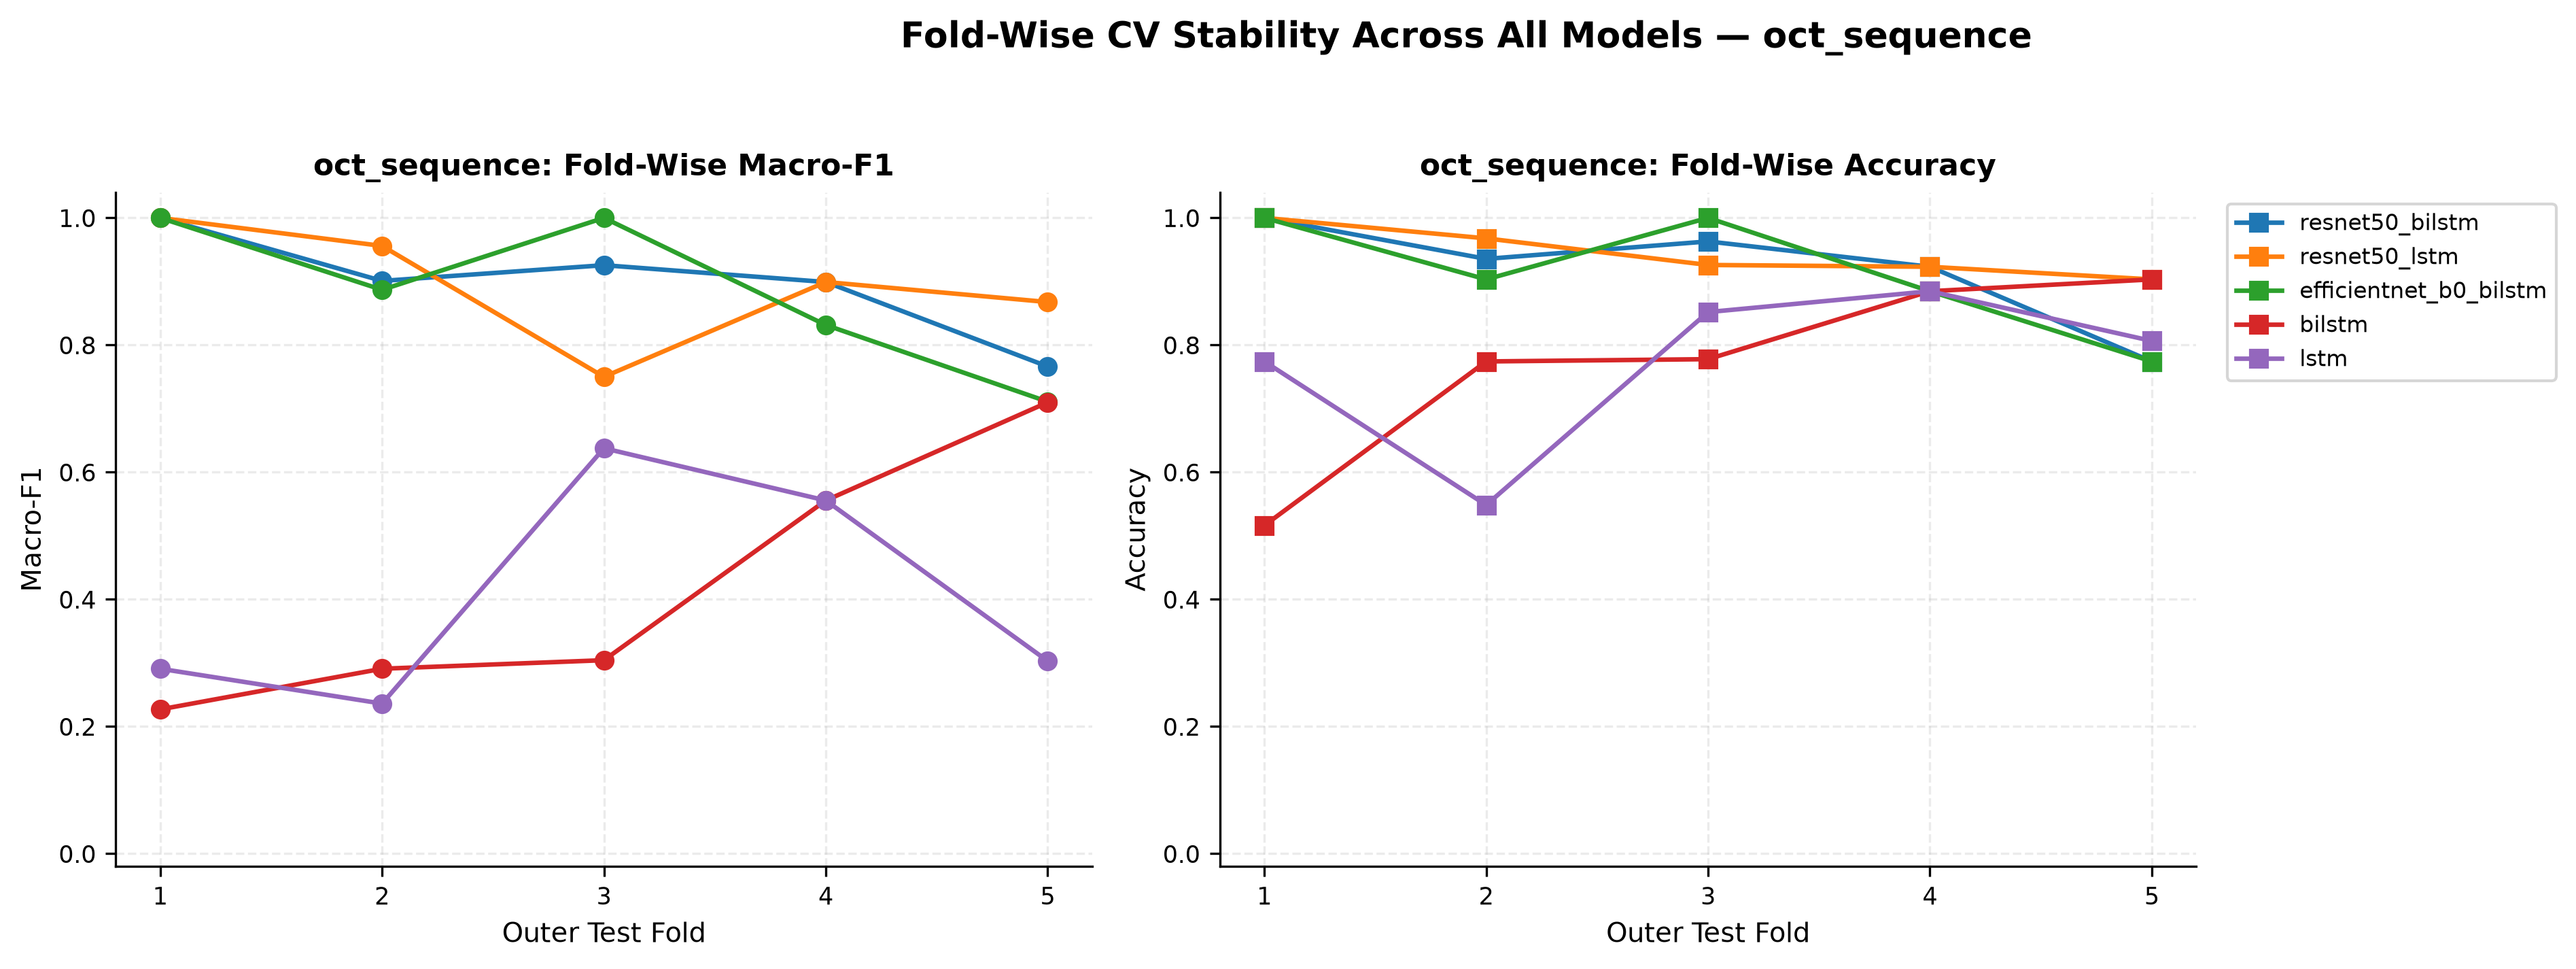 Fold-Wise CV Stability Across All Models — oct_sequence
oct_sequence: Fold-Wise Macro-F1
1.0
0.8
0.6
0.4
0.2
0.0
Macro-F1
1
2
3
4
5
Outer Test Fold
oct_sequence: Fold-Wise Accuracy
1.0
0.8
0.6
0.4
0.2
0.0
Accuracy
1
2
3
4
5
Outer Test Fold
resnet50_bilstm
resnet50_lstm
efficientnet_b0_bilstm
bilstm
lstm